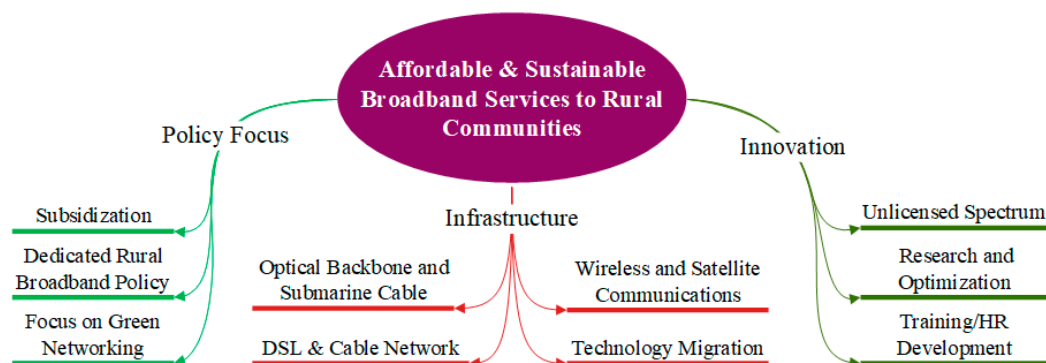 Affordable & Sustainable
Broadband Services to Rural
Communities
Policy Focus
Subsidization
Dedicated Rural
Broadband Policy
Focus on Green
Networking
Infrastructure
Optical Backbone and
Submarine Cable
DSL & Cable Network
Wireless and Satellite
Communications
Technology Migration
Innovation
Unlicensed Spectrum
Research and
Optimization
Training/HR
Development